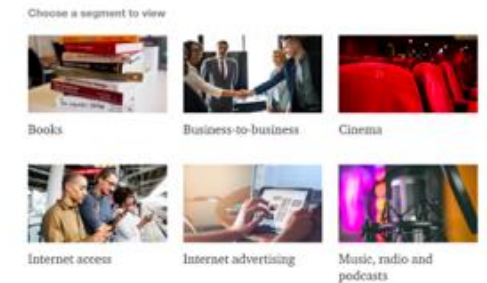 Choose a segment to view
Books
Business-to-business
Cinema
Internet access
Internet advertising
Music, radio and
podcasts